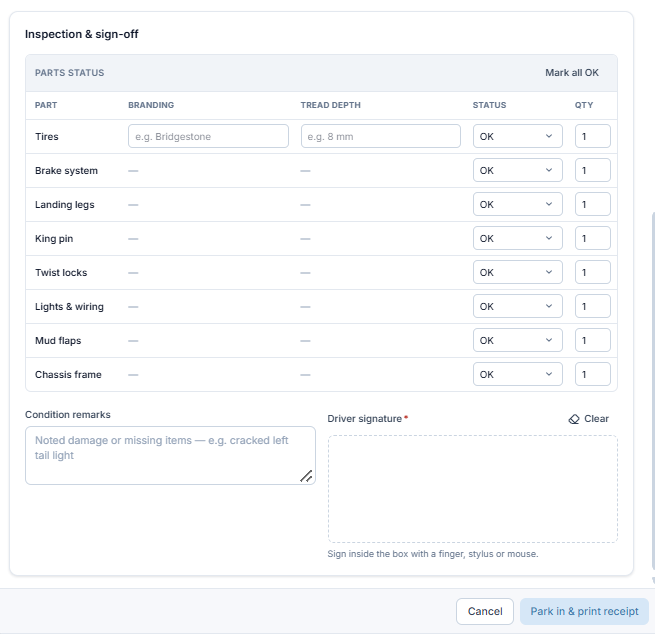 Inspection & sign-off
PARTS STATUS Mark all OK
PART BRANDING TREAD DEPTH STATUS QTY
Tires e.g. Bridgestone e.g. 8 mm OK 1
Brake system — — OK 1
Landing legs — — OK 1
King pin — — OK 1
Twist locks — — OK 1
Lights & wiring — — OK 1
Mud flaps — — OK 1
Chassis frame — — OK 1
Condition remarks
Noted damage or missing items — e.g. cracked left
tail light
Driver signature * Clear
Sign inside the box with a finger, stylus or mouse.
Cancel Park in & print receipt